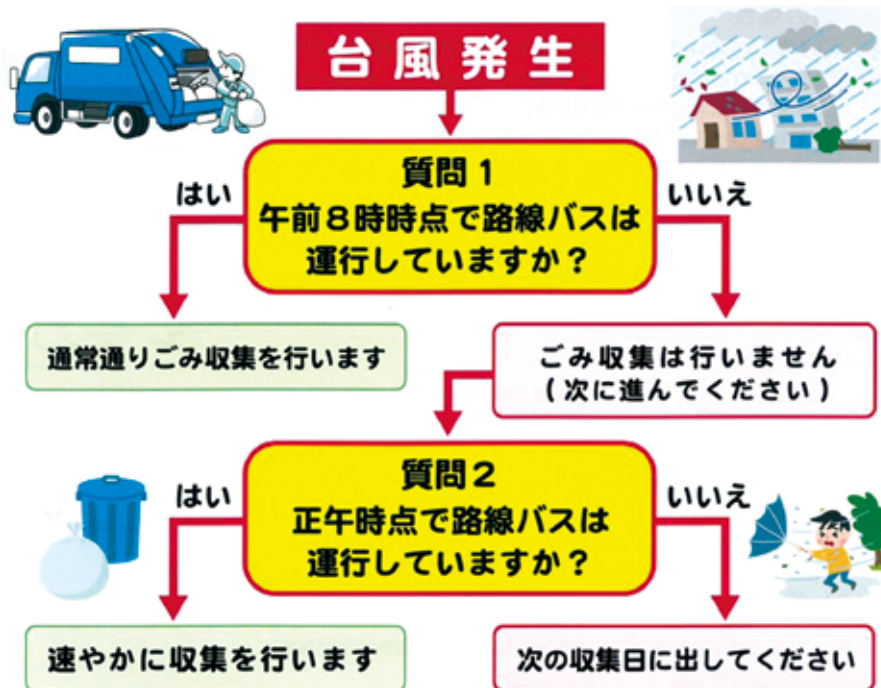 台風発生
質問1
午前8時時点で路線バスは
運行していますか？
はい
いいえ
通常通りごみ収集を行います
ごみ収集は行いません
(次に進んでください)
質問2
正午時点で路線バスは
運行していますか？
はい
いいえ
速やかに収集を行います
次の収集日に出してください